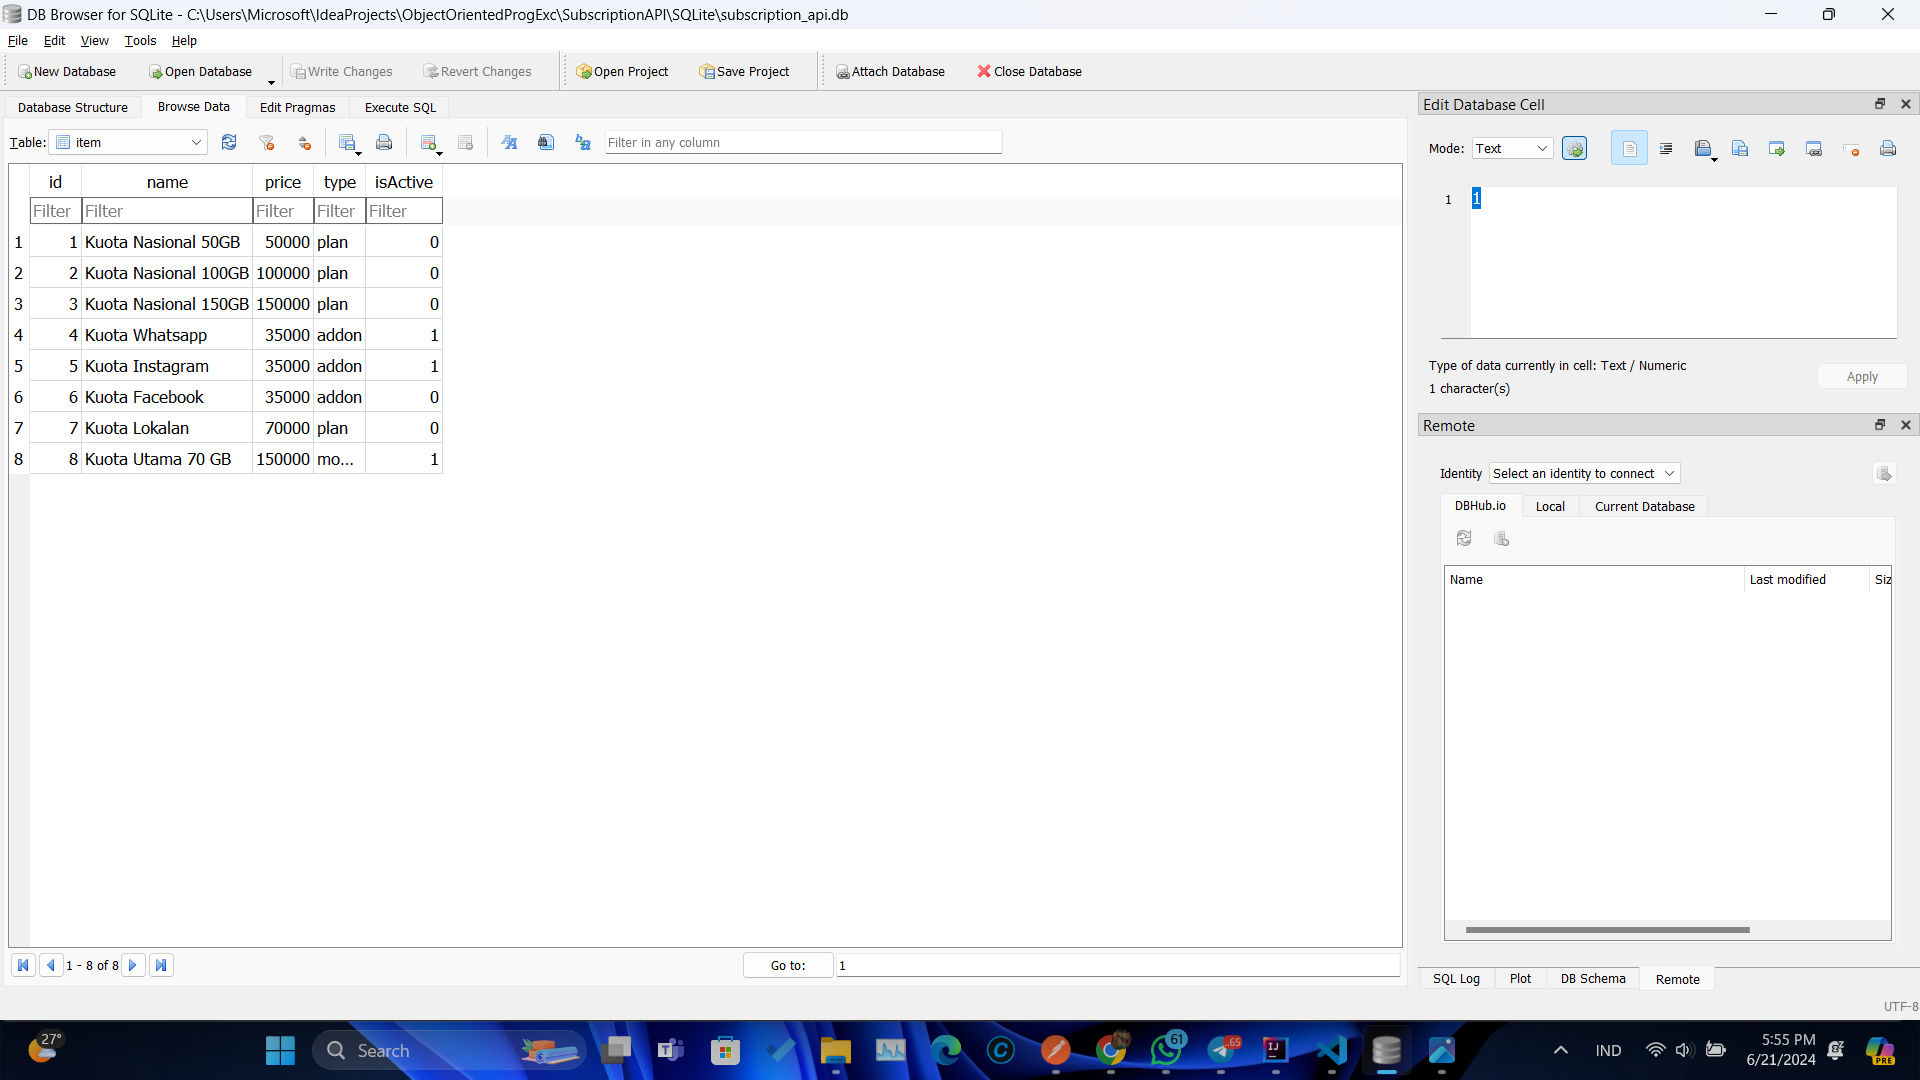 DB Browser for SQLite - C:\Users\Microsoft\IdeaProjects\ObjectOrientedProgExc\SubscriptionAPI\SQLite\subscription_api.db
File Edit View Tools Help
New Database Open Database Write Changes Revert Changes Open Project Save Project Attach Database Close Database
Database Structure Browse Data Edit Pragmas Execute SQL
Table: item Filter in any column
id name price type isActive
Filter Filter Filter Filter Filter
1 1 Kuota Nasional 50GB 50000 plan 0
2 2 Kuota Nasional 100GB 100000 plan 0
3 3 Kuota Nasional 150GB 150000 plan 0
4 4 Kuota Whatsapp 35000 addon 1
5 5 Kuota Instagram 35000 addon 1
6 6 Kuota Facebook 35000 addon 0
7 7 Kuota Lokalan 70000 plan 0
8 8 Kuota Utama 70 GB 150000 mo... 1
1 - 8 of 8 Go to: 1
Edit Database Cell
Mode: Text
1 1
Type of data currently in cell: Text / Numeric
1 character(s)
Apply
Remote
Identity Select an identity to connect
DBHub.io Local Current Database
Name Last modified Siz
SQL Log Plot DB Schema Remote
UTF-8
27° Search 61 .65 IJ IND 5:55 PM
6/21/2024 PRE